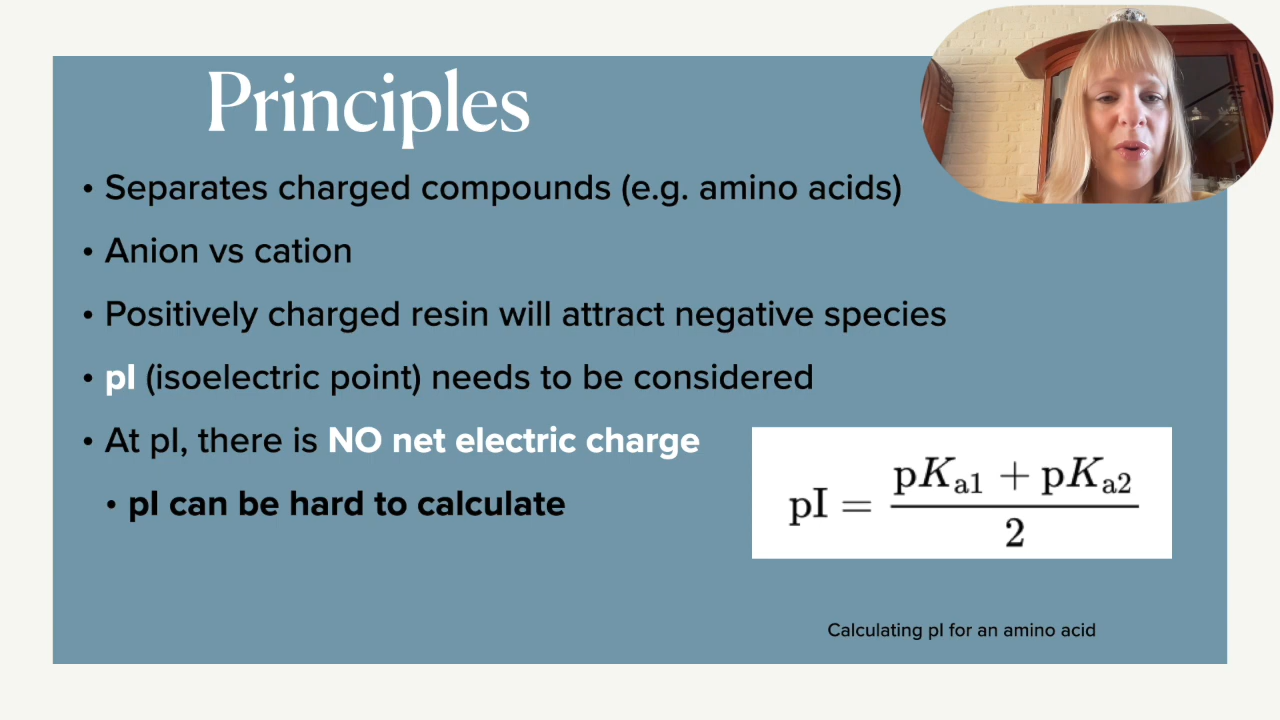 Principles
• Separates charged compounds (e.g. amino acids)
• Anion vs cation
• Positively charged resin will attract negative species
• pI (isoelectric point) needs to be considered
• At pI, there is NO net electric charge
• pI can be hard to calculate
pI = (pKa1 + pKa2) / 2
Calculating pI for an amino acid